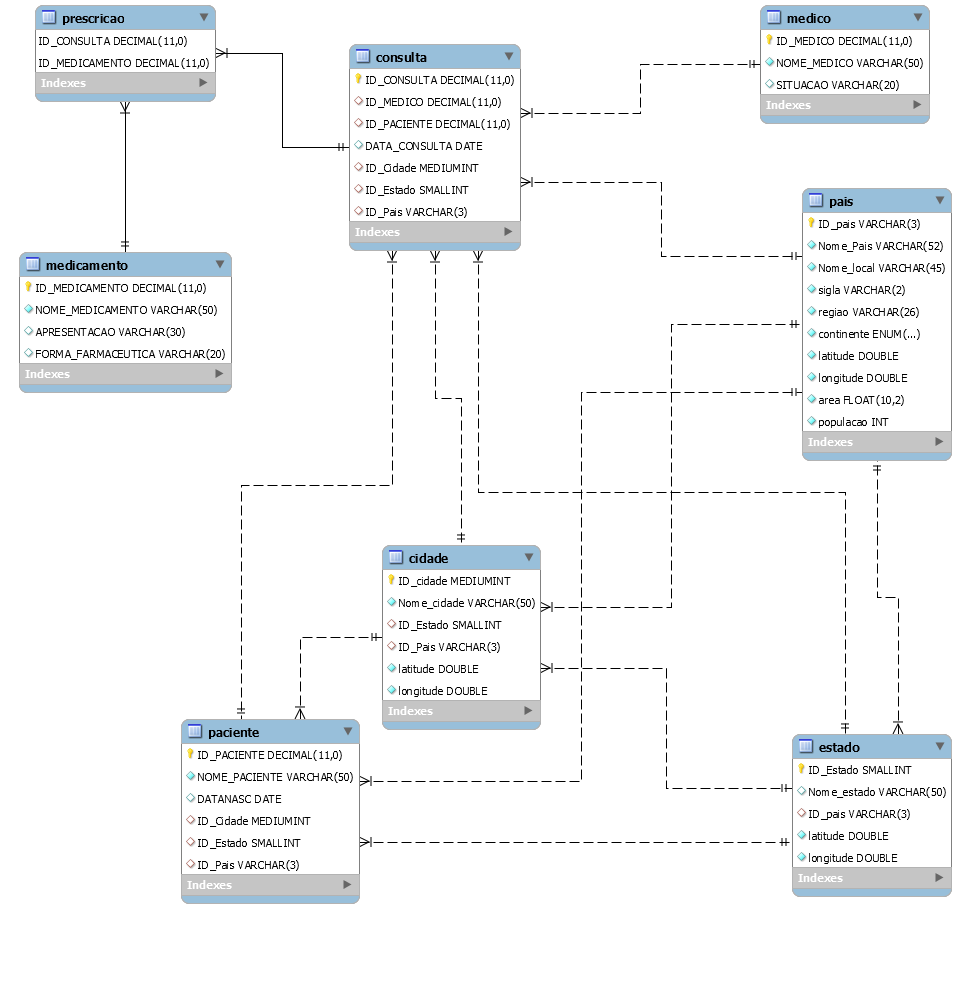 prescricao
ID_CONSULTA DECIMAL(11,0)
ID_MEDICAMENTO DECIMAL(11,0)
Indexes
consulta
ID_CONSULTA DECIMAL(11,0)
ID_MEDICO DECIMAL(11,0)
ID_PACIENTE DECIMAL(11,0)
DATA_CONSULTA DATE
ID_Cidade MEDIUMINT
ID_Estado SMALLINT
ID_Pais VARCHAR(3)
Indexes
medico
ID_MEDICO DECIMAL(11,0)
NOME_MEDICO VARCHAR(50)
SITUACAO VARCHAR(20)
Indexes
pais
ID_pais VARCHAR(3)
Nome_Pais VARCHAR(52)
Nome_local VARCHAR(45)
sigla VARCHAR(2)
regiao VARCHAR(26)
continente ENUM(...)
latitude DOUBLE
longitude DOUBLE
area FLOAT(10,2)
populacao INT
Indexes
medicamento
ID_MEDICAMENTO DECIMAL(11,0)
NOME_MEDICAMENTO VARCHAR(50)
APRESENTACAO VARCHAR(30)
FORMA_FARMACEUTICA VARCHAR(20)
Indexes
cidade
ID_cidade MEDIUMINT
Nome_cidade VARCHAR(50)
ID_Estado SMALLINT
ID_Pais VARCHAR(3)
latitude DOUBLE
longitude DOUBLE
Indexes
paciente
ID_PACIENTE DECIMAL(11,0)
NOME_PACIENTE VARCHAR(50)
DATANASC DATE
ID_Cidade MEDIUMINT
ID_Estado SMALLINT
ID_Pais VARCHAR(3)
Indexes
estado
ID_Estado SMALLINT
Nome_estado VARCHAR(50)
ID_pais VARCHAR(3)
latitude DOUBLE
longitude DOUBLE
Indexes